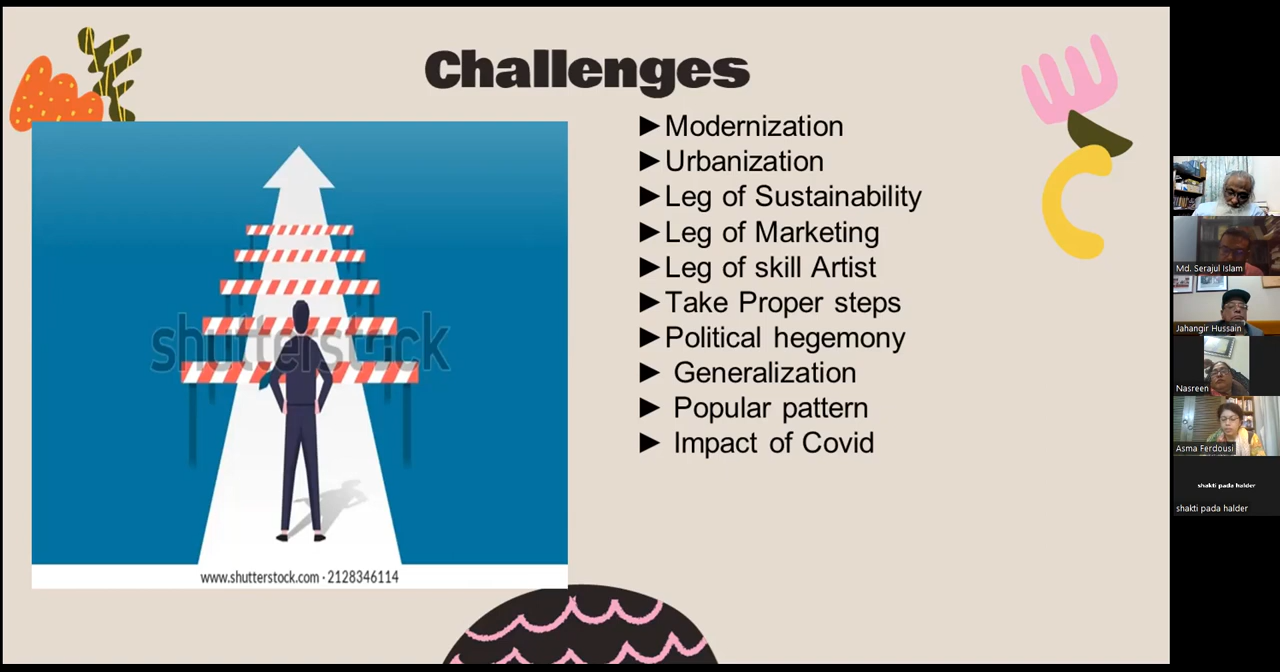 Challenges
►Modernization
►Urbanization
►Leg of Sustainability
►Leg of Marketing
►Leg of skill Artist
►Take Proper steps
►Political hegemony
► Generalization
► Popular pattern
► Impact of Covid
shutterstock
www.shutterstock.com · 2128346114
Md. Serajul Islam
Jahangir Hussain
Nasreen
Asma Ferdousi
shakti pada halder
shakti pada halder